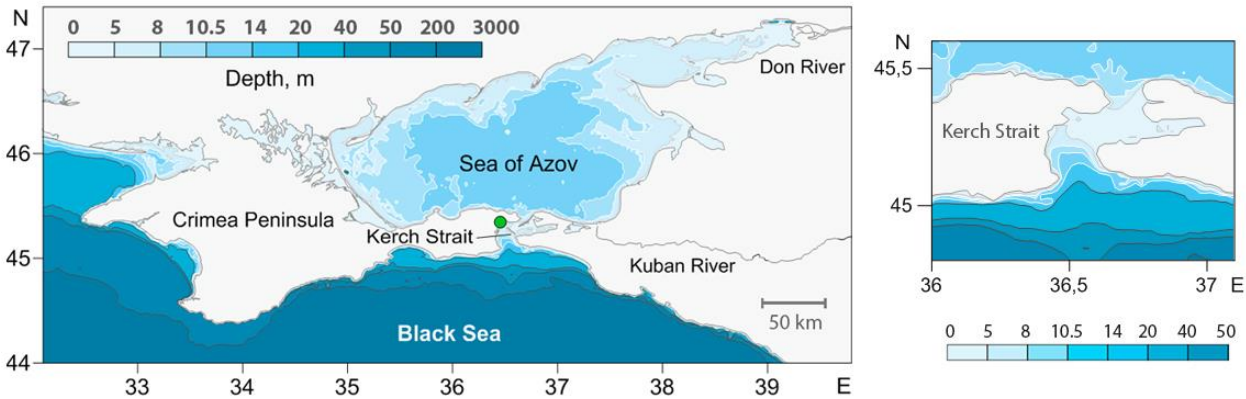 N
0 5 8 10.5 14 20 40 50 200 3000
Depth, m
47
46
45
44
Don River
Sea of Azov
Crimea Peninsula
Kerch Strait
Kuban River
50 km
Black Sea
33 34 35 36 37 38 39 E
N
45,5
Kerch Strait
45
36 36,5 37 E
0 5 8 10.5 14 20 40 50